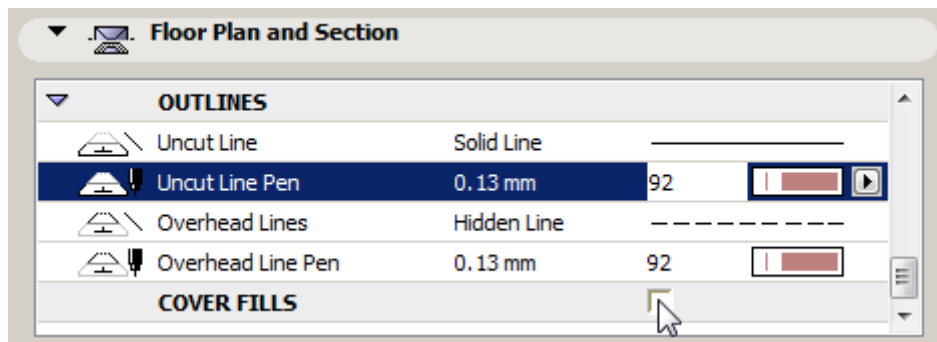 Floor Plan and Section
OUTLINES
Uncut Line Solid Line
Uncut Line Pen 0.13 mm 92
Overhead Lines Hidden Line
Overhead Line Pen 0.13 mm 92
COVER FILLS